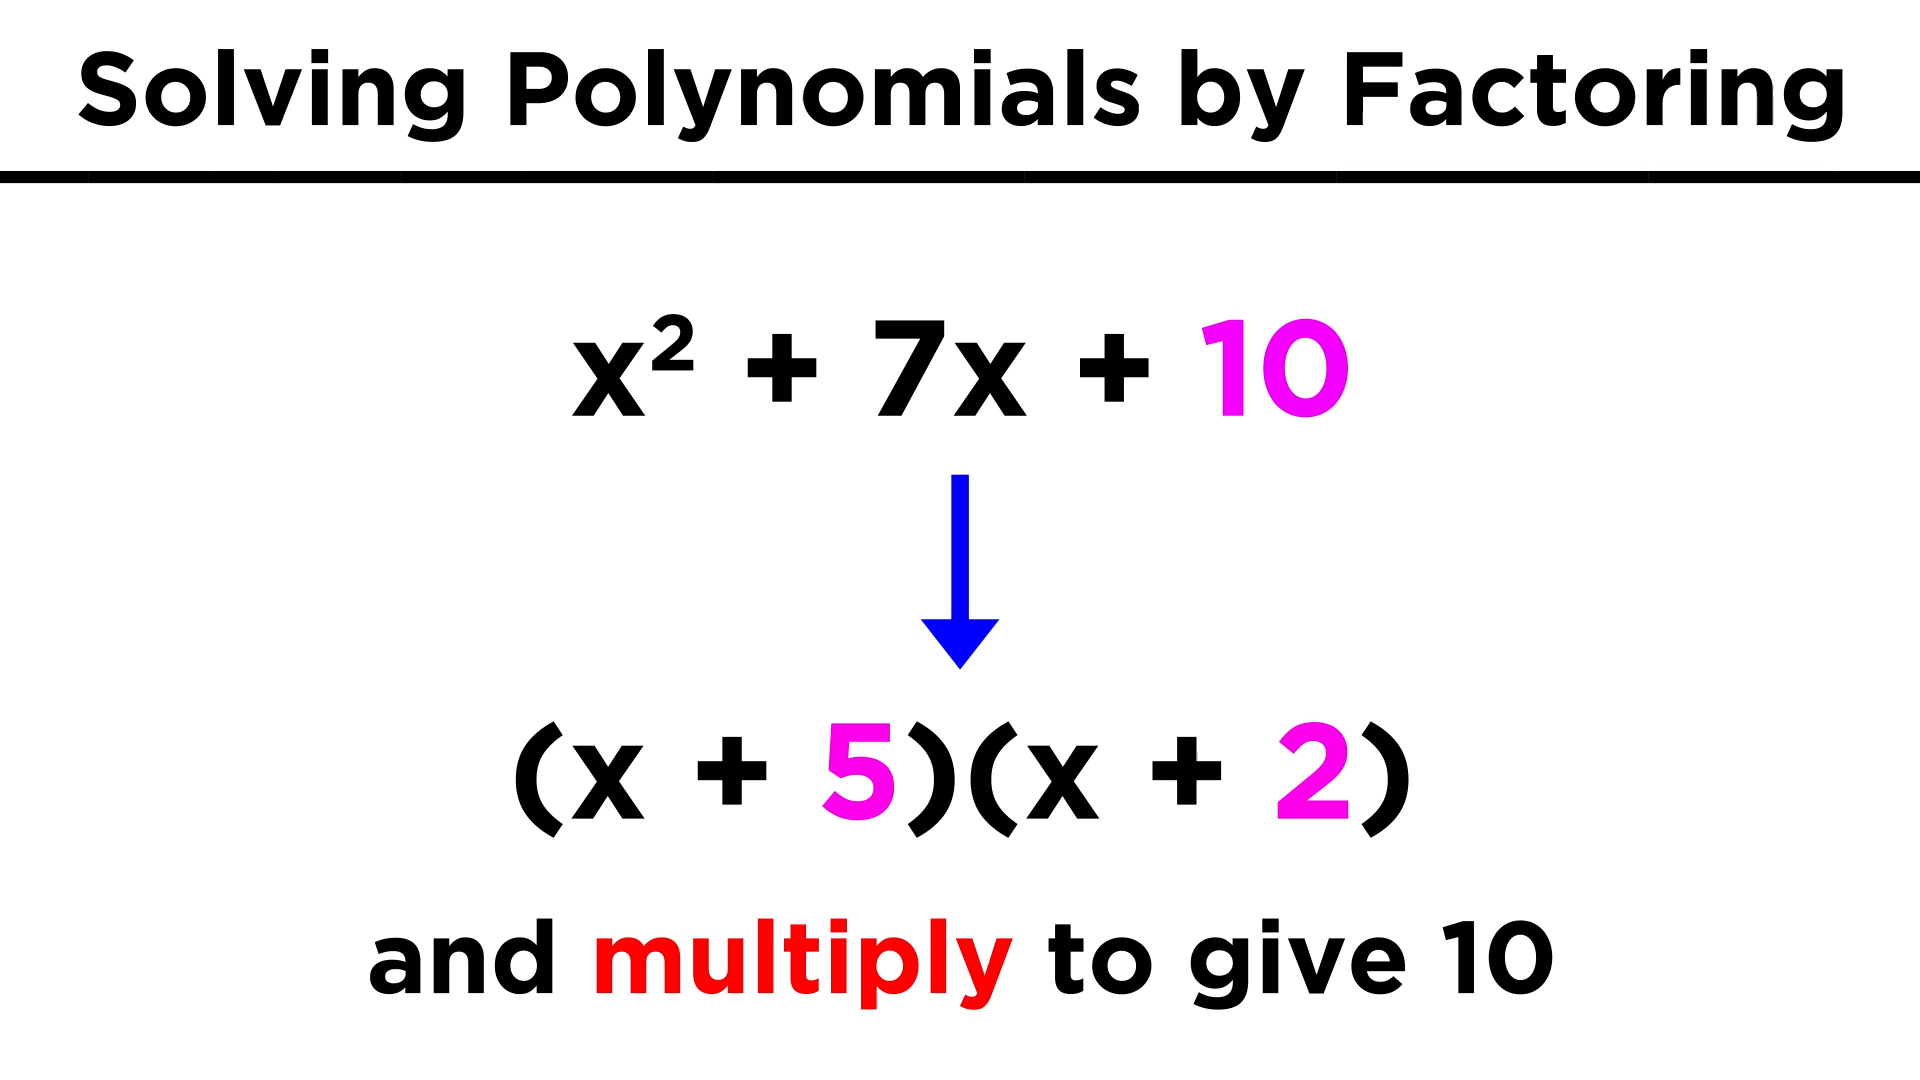 Solving Polynomials by Factoring
x² + 7x + 10
(x + 5)(x + 2)
and multiply to give 10